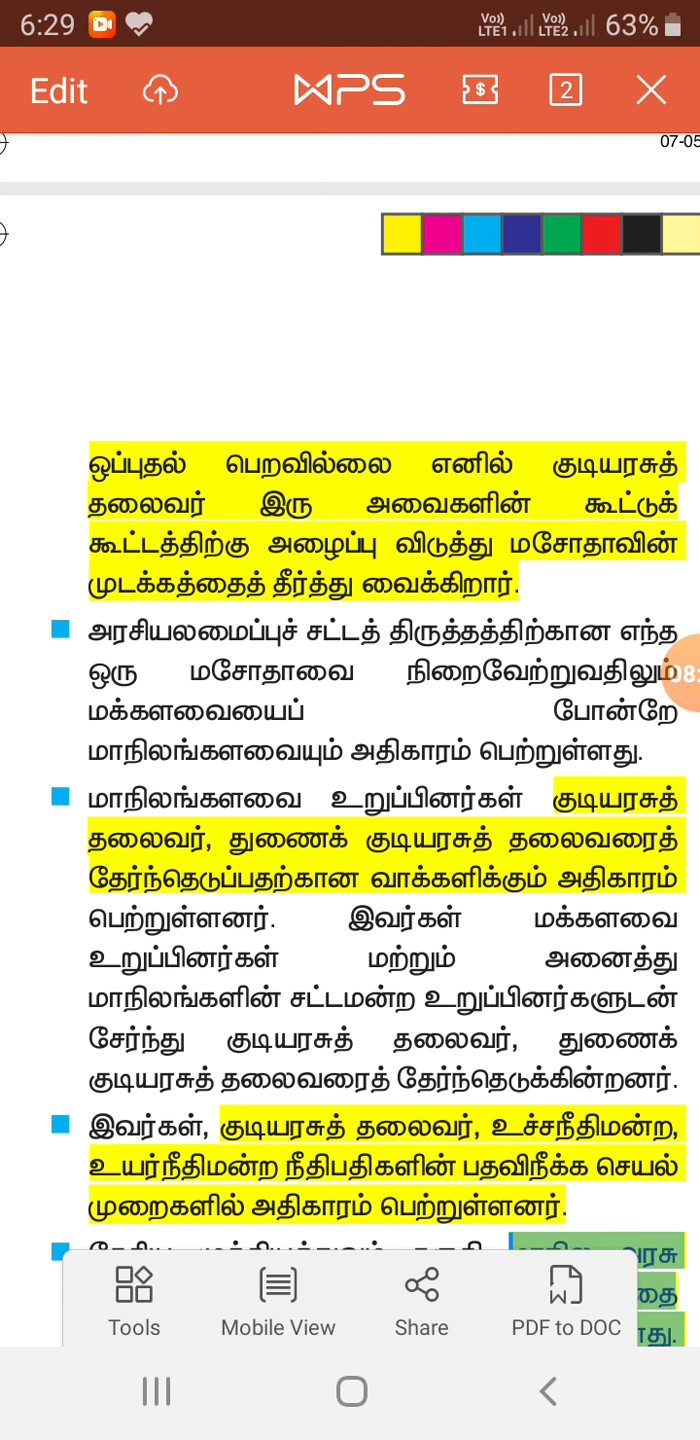 6:29
Vo)) LTE1 Vo)) LTE2 63%
Edit WPS $ 2
07-05
ஒப்புதல் பெறவில்லை எனில் குடியரசுத்
தலைவர் இரு அவைகளின் கூட்டுக்
கூட்டத்திற்கு அழைப்பு விடுத்து மசோதாவின்
முடக்கத்தைத் தீர்த்து வைக்கிறார்.
அரசியலமைப்புச் சட்டத் திருத்தத்திற்கான எந்த
ஒரு மசோதாவை நிறைவேற்றுவதிலும்
08:
மக்களவையைப் போன்றே
மாநிலங்களவையும் அதிகாரம் பெற்றுள்ளது.
மாநிலங்களவை உறுப்பினர்கள் குடியரசுத்
தலைவர், துணைக் குடியரசுத் தலைவரைத்
தேர்ந்தெடுப்பதற்கான வாக்களிக்கும் அதிகாரம்
பெற்றுள்ளனர். இவர்கள் மக்களவை
உறுப்பினர்கள் மற்றும் அனைத்து
மாநிலங்களின் சட்டமன்ற உறுப்பினர்களுடன்
சேர்ந்து குடியரசுத் தலைவர், துணைக்
குடியரசுத் தலைவரைத் தேர்ந்தெடுக்கின்றனர்.
இவர்கள், குடியரசுத் தலைவர், உச்சநீதிமன்ற,
உயர்நீதிமன்ற நீதிபதிகளின் பதவிநீக்க செயல்
முறைகளில் அதிகாரம் பெற்றுள்ளனர்.
Tools Mobile View Share PDF to DOC